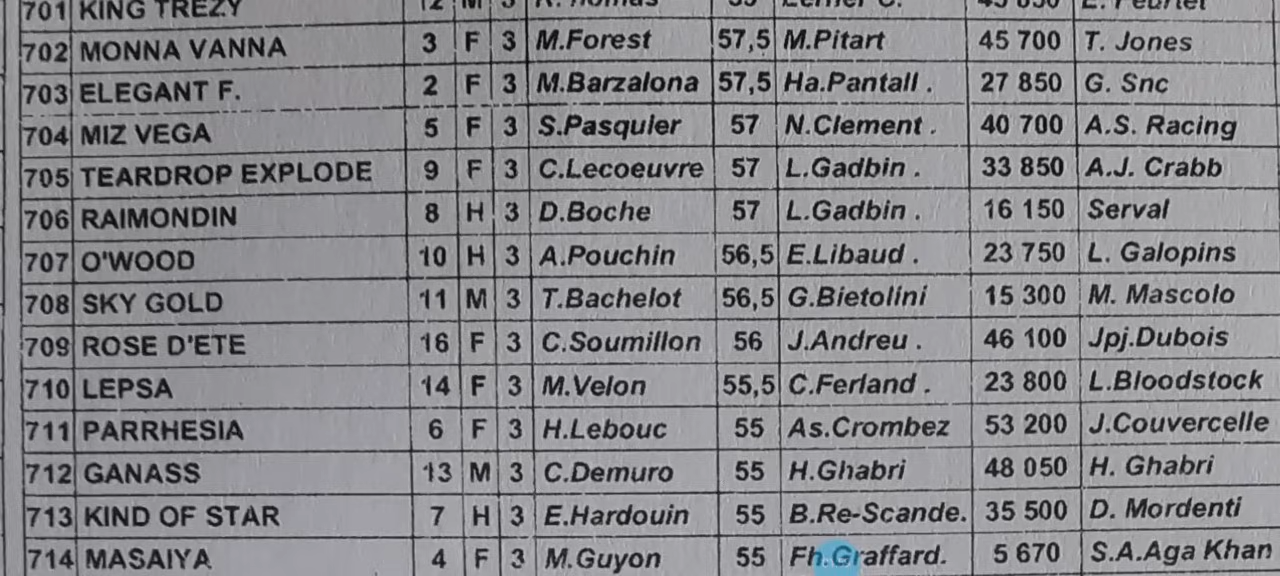 701 KING TREZY 12 M 3
702 MONNA VANNA 3 F 3 M.Forest 57,5 M.Pitart 45 700 T. Jones
703 ELEGANT F. 2 F 3 M.Barzalona 57,5 Ha.Pantall . 27 850 G. Snc
704 MIZ VEGA 5 F 3 S.Pasquier 57 N.Clement . 40 700 A.S. Racing
705 TEARDROP EXPLODE 9 F 3 C.Lecoeuvre 57 L.Gadbin . 33 850 A.J. Crabb
706 RAIMONDIN 8 H 3 D.Boche 57 L.Gadbin . 16 150 Serval
707 O'WOOD 10 H 3 A.Pouchin 56,5 E.Libaud . 23 750 L. Galopins
708 SKY GOLD 11 M 3 T.Bachelot 56,5 G.Bietolini 15 300 M. Mascolo
709 ROSE D'ETE 16 F 3 C.Soumillon 56 J.Andreu . 46 100 Jpj.Dubois
710 LEPSA 14 F 3 M.Velon 55,5 C.Ferland . 23 800 L.Bloodstock
711 PARRHESIA 6 F 3 H.Lebouc 55 As.Crombez 53 200 J.Couvercelle
712 GANASS 13 M 3 C.Demuro 55 H.Ghabri 48 050 H. Ghabri
713 KIND OF STAR 7 H 3 E.Hardouin 55 B.Re-Scande. 35 500 D. Mordenti
714 MASAIYA 4 F 3 M.Guyon 55 Fh.Graffard. 5 670 S.A.Aga Khan